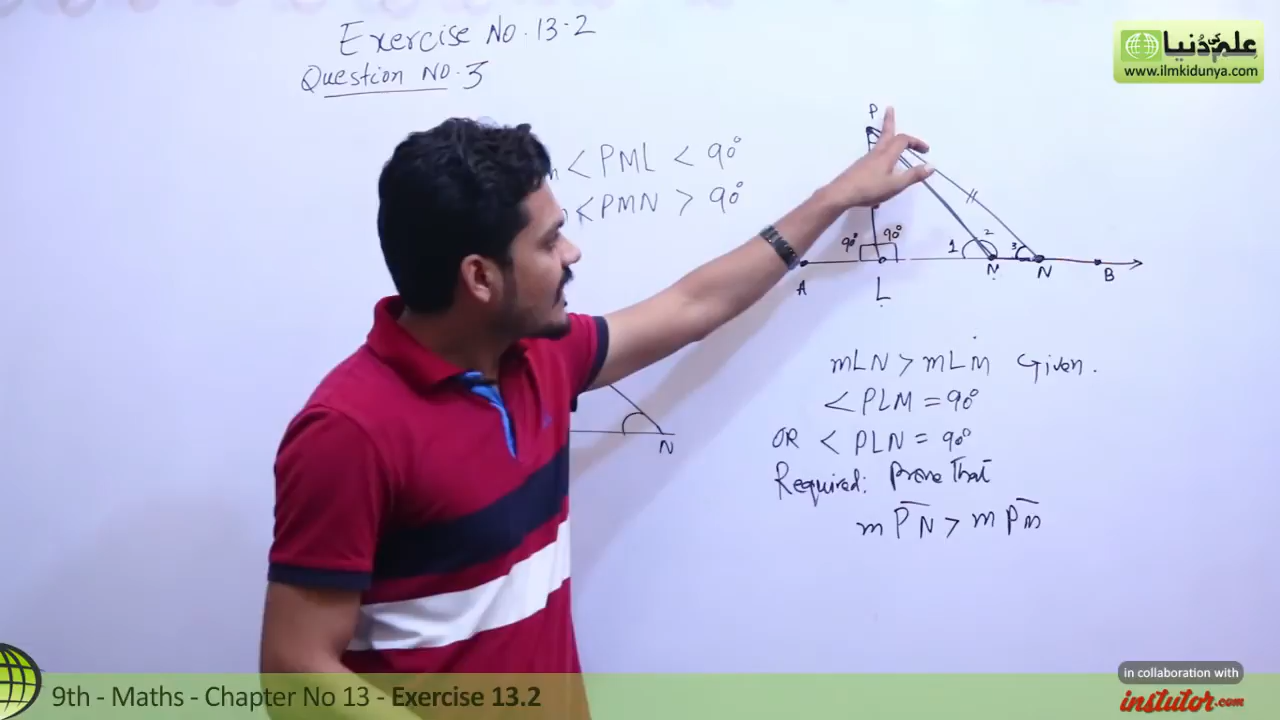 Exercise No. 13-2
Question No. 3
علم کی دنیا
www.ilmkidunya.com
< PML < 90°
< PMN > 90°
P
90° 90° 1 2 3
A L M N B
N
mLN > mLM Given.
< PLM = 90°
OR < PLN = 90°
Required: Prove That
m PN > m PM
in collaboration with
instutor.com
9th - Maths - Chapter No 13 - Exercise 13.2